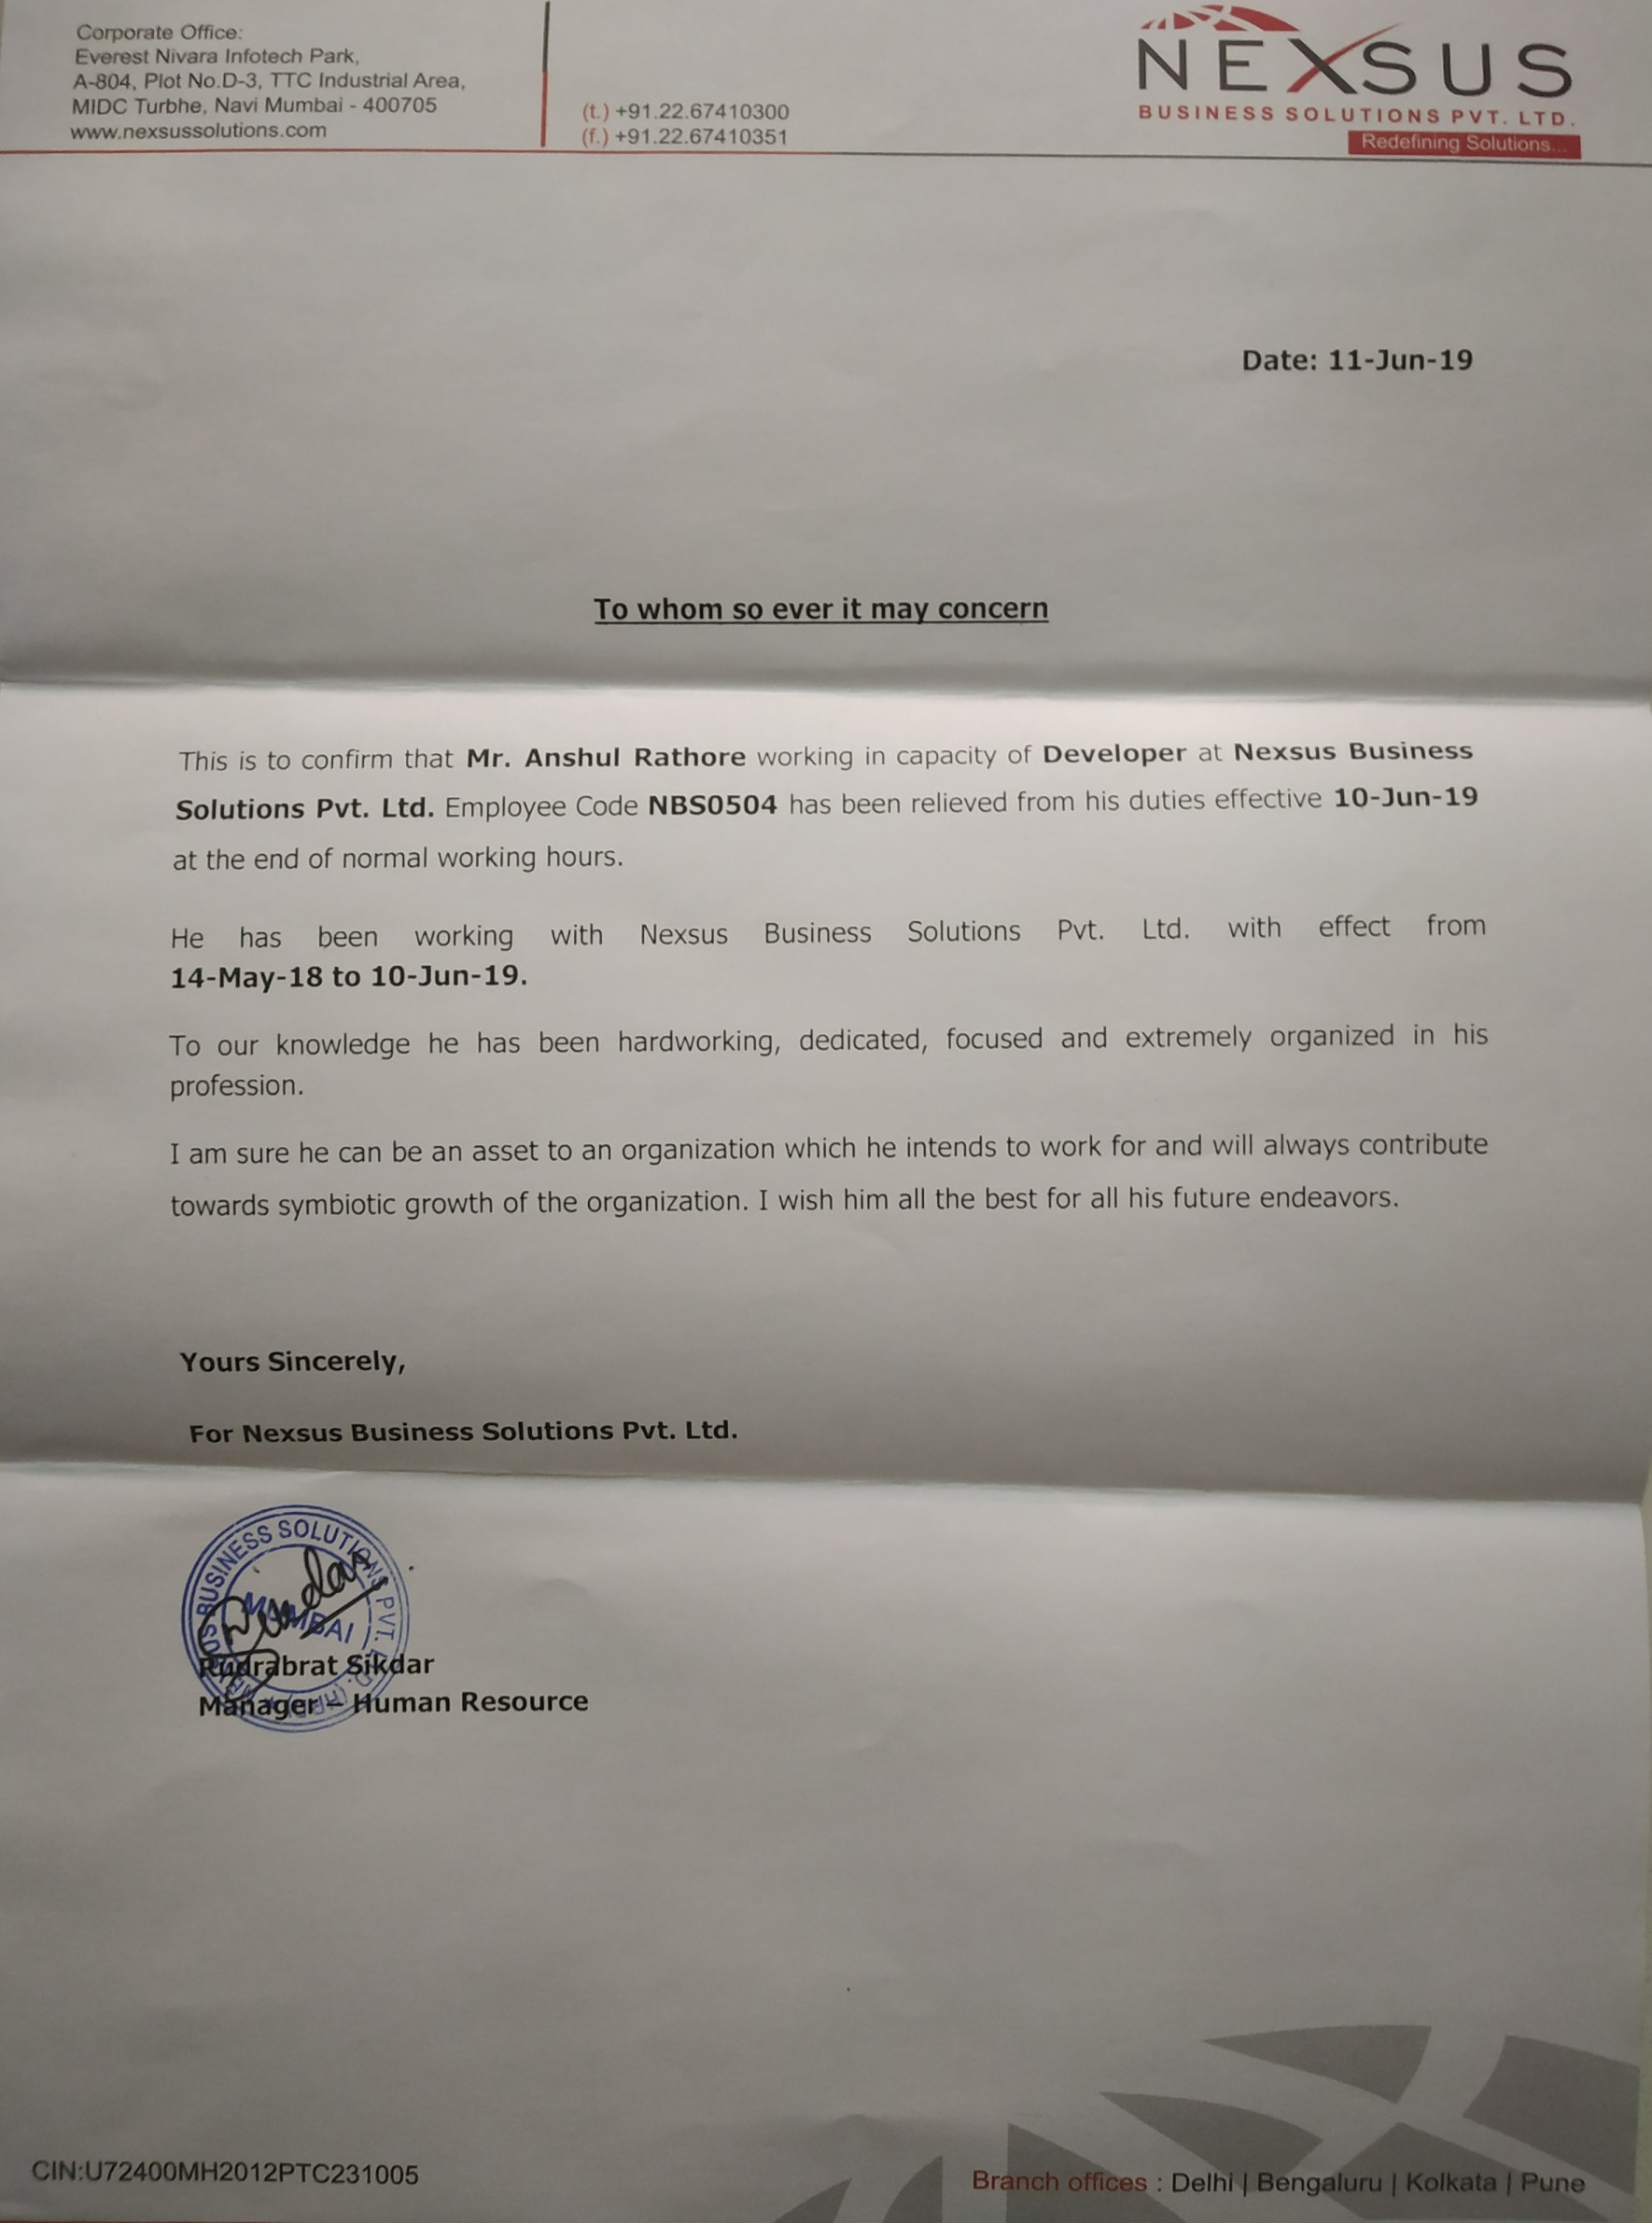 Corporate Office:
Everest Nivara Infotech Park,
A-804, Plot No.D-3, TTC Industrial Area,
MIDC Turbhe, Navi Mumbai - 400705
www.nexsussolutions.com
(t.) +91.22.67410300
(f.) +91.22.67410351
NEXSUS
BUSINESS SOLUTIONS PVT. LTD.
Redefining Solutions...
Date: 11-Jun-19
To whom so ever it may concern
This is to confirm that Mr. Anshul Rathore working in capacity of Developer at Nexsus Business
Solutions Pvt. Ltd. Employee Code NBS0504 has been relieved from his duties effective 10-Jun-19
at the end of normal working hours.
He has been working with Nexsus Business Solutions Pvt. Ltd. with effect from
14-May-18 to 10-Jun-19.
To our knowledge he has been hardworking, dedicated, focused and extremely organized in his
profession.
I am sure he can be an asset to an organization which he intends to work for and will always contribute
towards symbiotic growth of the organization. I wish him all the best for all his future endeavors.
Yours Sincerely,
For Nexsus Business Solutions Pvt. Ltd.
BUSINESS SOLUTIONS PVT.
MUMBAI
Rudrabrat Sikdar
Manager – Human Resource
CIN:U72400MH2012PTC231005
Branch offices : Delhi | Bengaluru | Kolkata | Pune